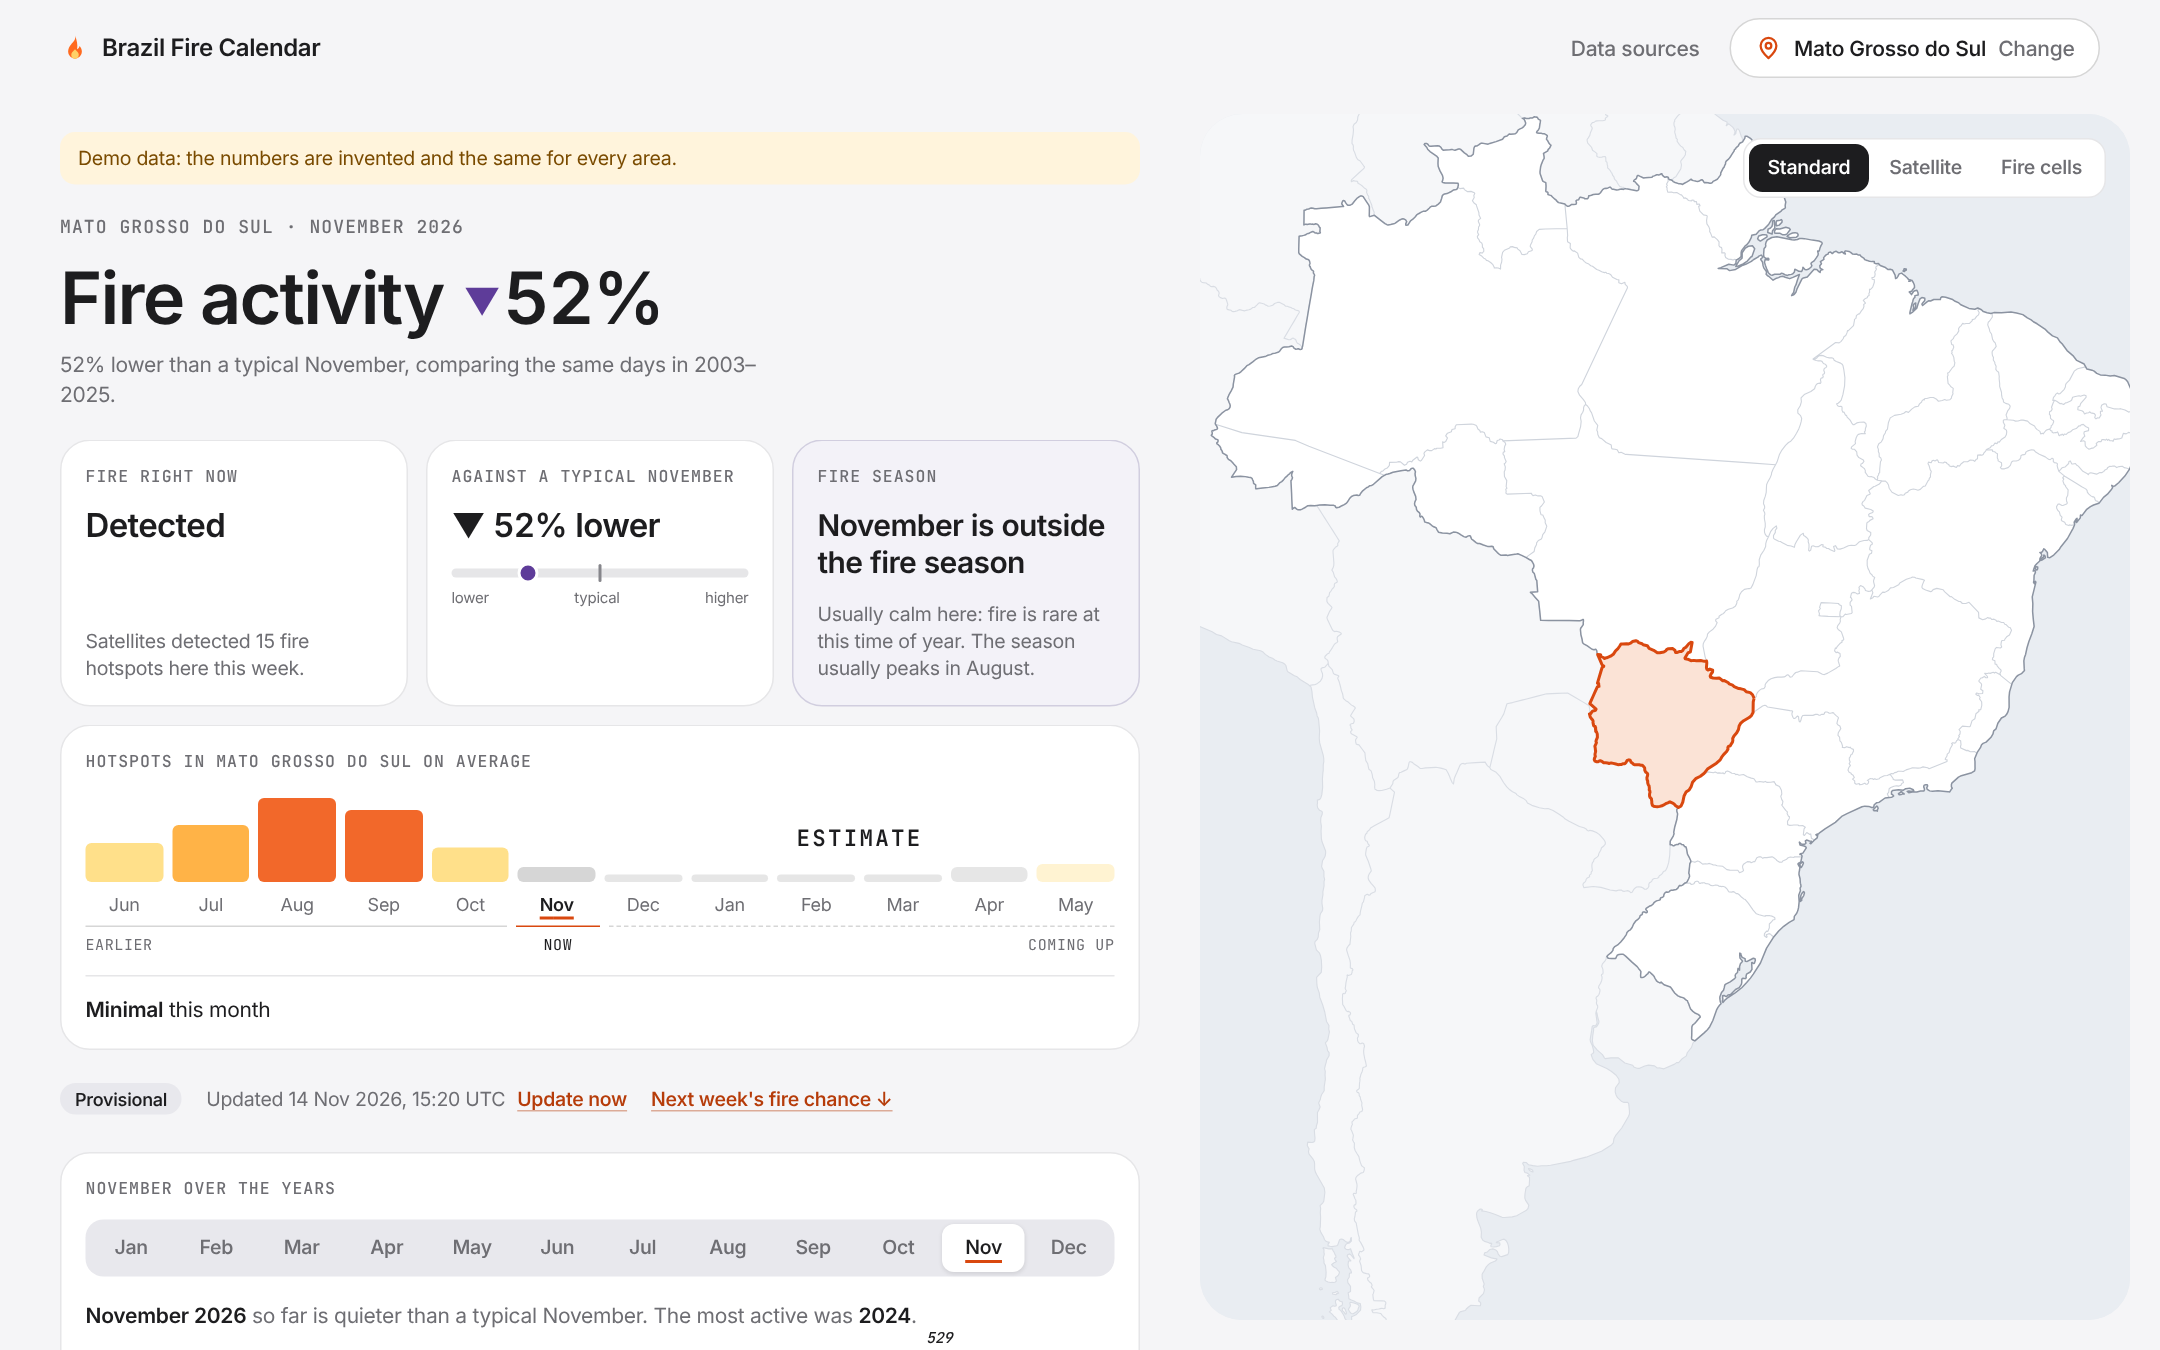 Brazil Fire Calendar
Data sources
Mato Grosso do Sul Change
Demo data: the numbers are invented and the same for every area.
MATO GROSSO DO SUL · NOVEMBER 2026
Fire activity ▼52%
52% lower than a typical November, comparing the same days in 2003–
2025.
FIRE RIGHT NOW
Detected
Satellites detected 15 fire
hotspots here this week.
AGAINST A TYPICAL NOVEMBER
▼ 52% lower
lower typical higher
FIRE SEASON
November is outside
the fire season
Usually calm here: fire is rare at
this time of year. The season
usually peaks in August.
HOTSPOTS IN MATO GROSSO DO SUL ON AVERAGE
ESTIMATE
Jun Jul Aug Sep Oct Nov Dec Jan Feb Mar Apr May
EARLIER NOW COMING UP
Minimal this month
Provisional Updated 14 Nov 2026, 15:20 UTC Update now Next week's fire chance ↓
NOVEMBER OVER THE YEARS
Jan Feb Mar Apr May Jun Jul Aug Sep Oct Nov Dec
November 2026 so far is quieter than a typical November. The most active was 2024.
529
Standard Satellite Fire cells